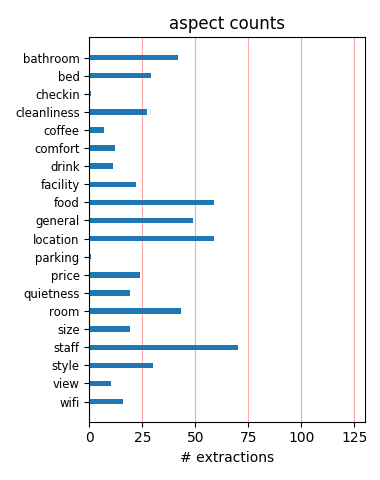 aspect counts
bathroom
bed
checkin
cleanliness
coffee
comfort
drink
facility
food
general
location
parking
price
quietness
room
size
staff
style
view
wifi
0 25 50 75 100 125
# extractions